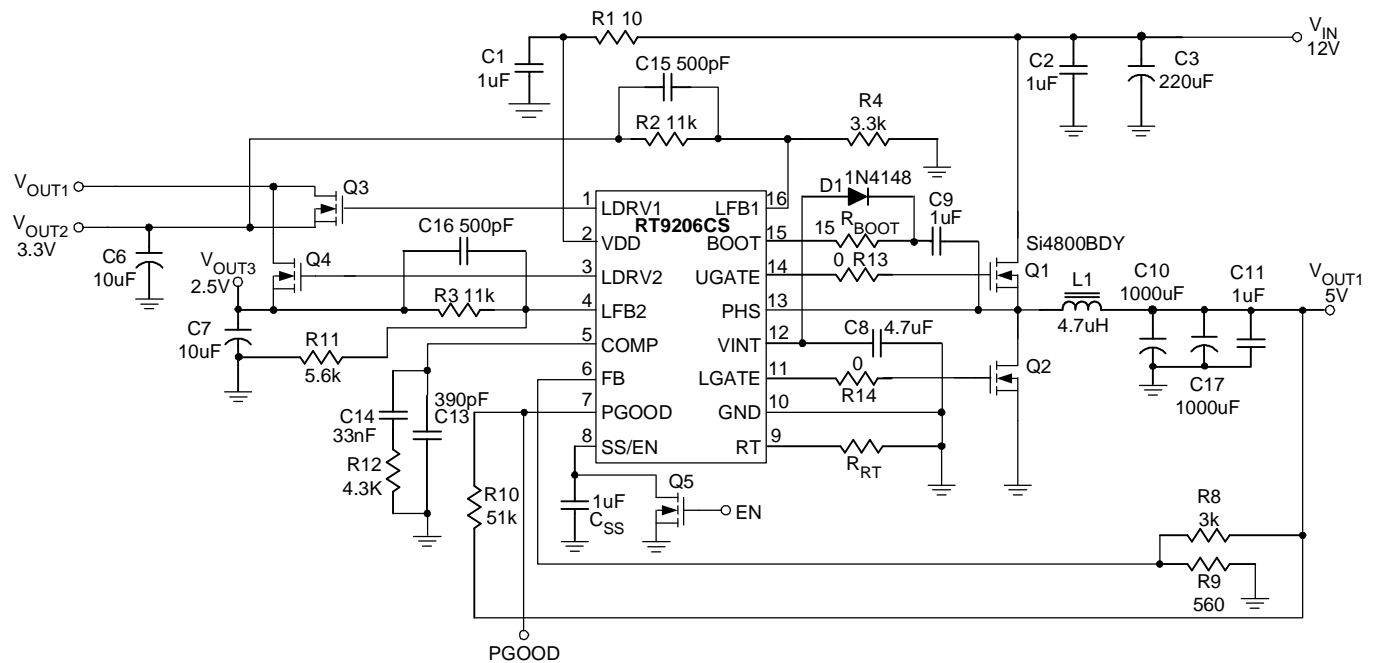 R1 10
V_IN
12V
C1
1uF
C15 500pF
C2
1uF
C3
220uF
R2 11k
R4
3.3k
V_OUT1
Q3
V_OUT2
3.3V
C6
10uF
1 LDRV1
2 VDD
3 LDRV2
4 LFB2
5 COMP
6 FB
7 PGOOD
8 SS/EN
RT9206CS
LFB1 16
BOOT 15
UGATE 14
PHS 13
VINT 12
LGATE 11
GND 10
RT 9
D1 1N4148
C9
1uF
15 R_BOOT
0 R13
Si4800BDY
Q1
C16 500pF
V_OUT3
2.5V
Q4
R3 11k
C7
10uF
R11
5.6k
L1
4.7uH
C10
1000uF
C11
1uF
V_OUT1
5V
C8 4.7uF
0
R14
Q2
C17
1000uF
390pF
C14
33nF
C13
R12
4.3K
R_RT
R10
51k
1uF
C_SS
Q5
EN
R8
3k
R9
560
PGOOD